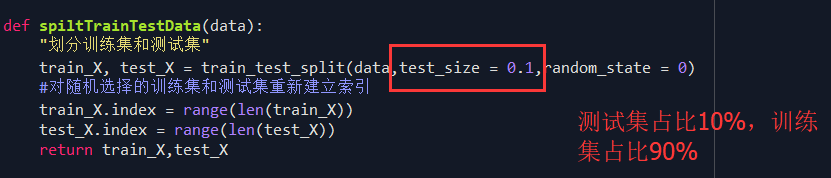 def spiltTrainTestData(data):
"划分训练集和测试集"
train_X, test_X = train_test_split(data,test_size = 0.1,random_state = 0)
#对随机选择的训练集和测试集重新建立索引
train_X.index = range(len(train_X))
test_X.index = range(len(test_X))
return train_X,test_X
测试集占比10%，训练
集占比90%